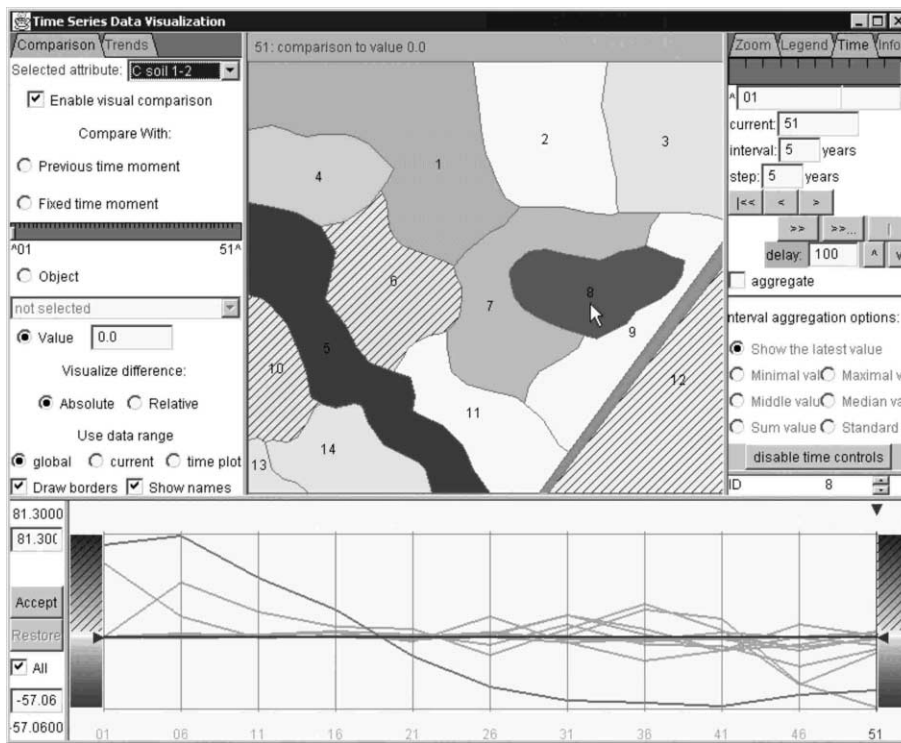 Time Series Data Visualization
Comparison Trends
Selected attribute: C soil 1-2
Enable visual comparison
Compare With:
Previous time moment
Fixed time moment
^01 51^
Object
not selected
Value 0.0
Visualize difference:
Absolute Relative
Use data range
global current time plot
Draw borders Show names
51: comparison to value 0.0
1
2
3
4
5
6
7
8
9
10
11
12
13
14
Zoom Legend Time Info
^ 01
current: 51
interval: 5 years
step: 5 years
|<< < >
>> >>... |
delay: 100 ^ v
aggregate
nterval aggregation options:
Show the latest value
Minimal val Maximal v
Middle valu Median va
Sum value Standard
disable time controls
ID 8
81.3000
81.300
Accept
Restore
All
-57.06
-57.0600
01 06 11 16 21 26 31 36 41 46 51